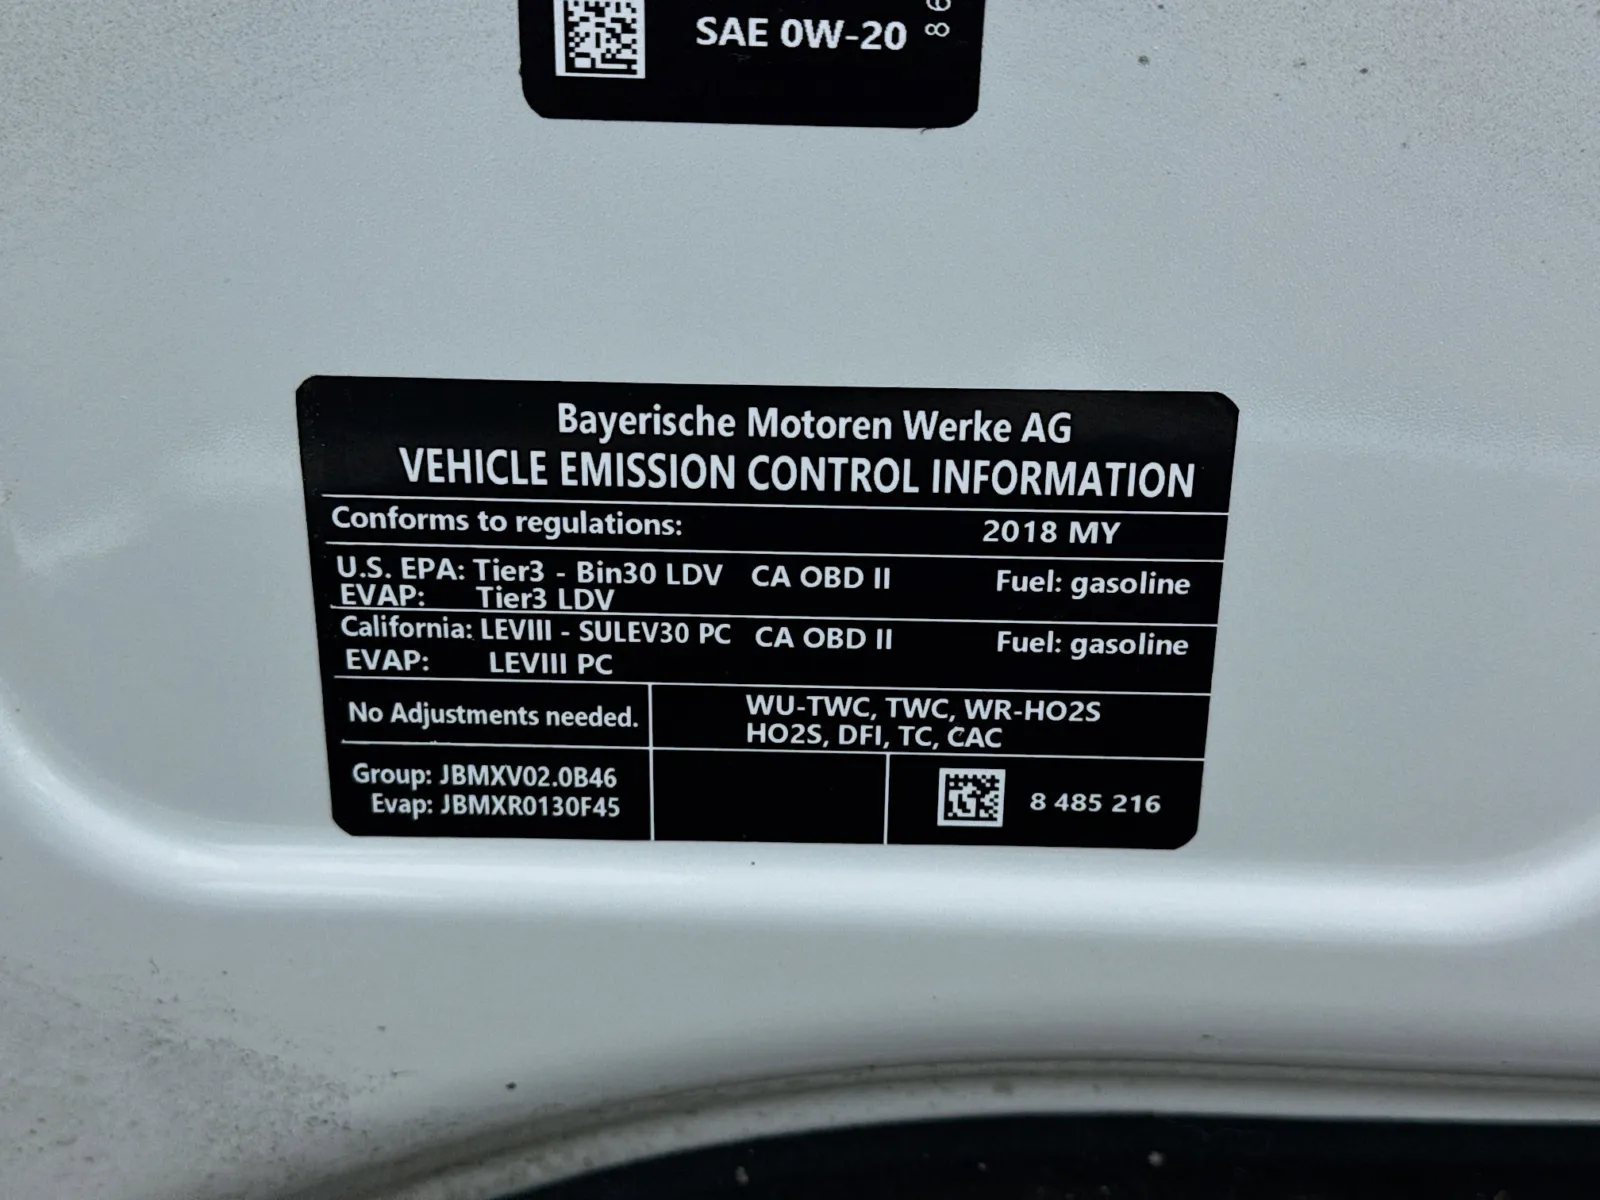 SAE 0W-20
Bayerische Motoren Werke AG
VEHICLE EMISSION CONTROL INFORMATION
Conforms to regulations: 2018 MY
U.S. EPA: Tier3 - Bin30 LDV CA OBD II Fuel: gasoline
EVAP: Tier3 LDV
California: LEVIII - SULEV30 PC CA OBD II Fuel: gasoline
EVAP: LEVIII PC
No Adjustments needed.
WU-TWC, TWC, WR-HO2S
HO2S, DFI, TC, CAC
Group: JBMXV02.0B46
Evap: JBMXR0130F45
8 485 216